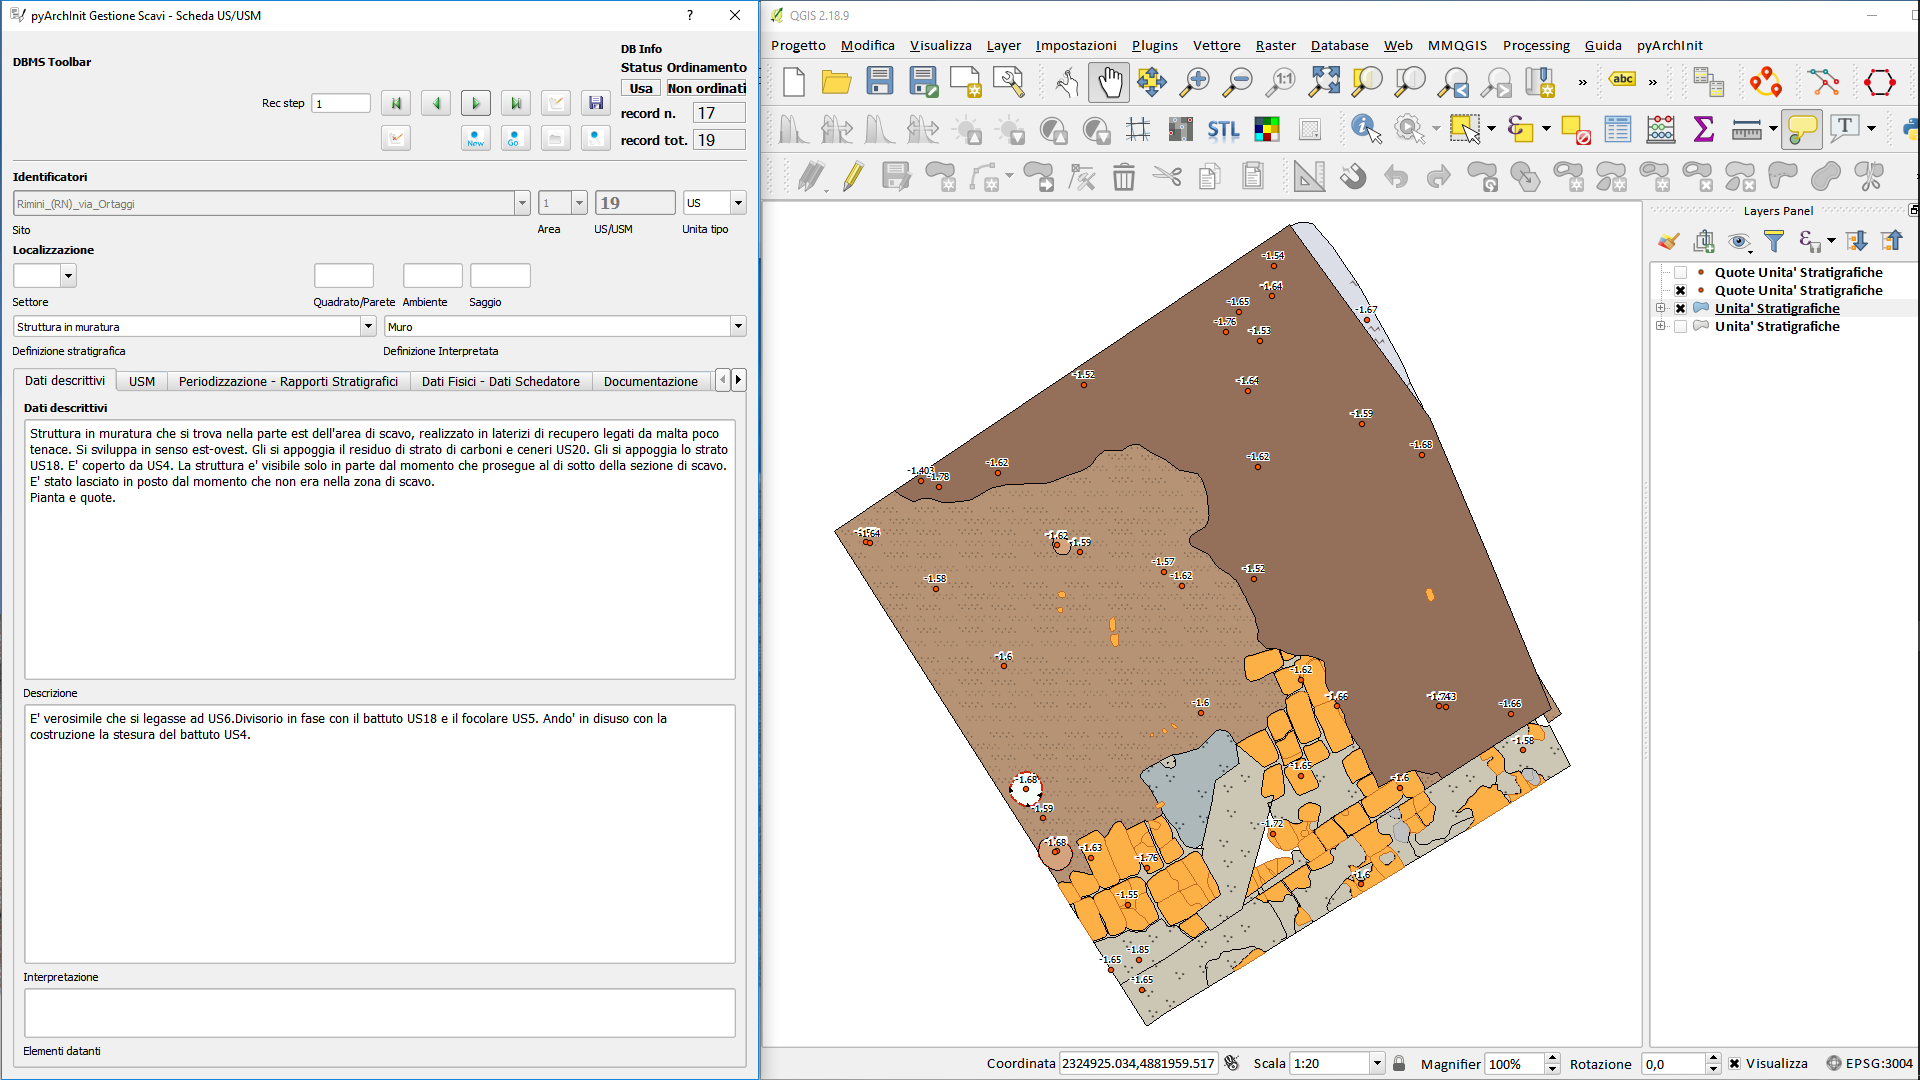 pyArchInit Gestione Scavi - Scheda US/USM
?
DBMS Toolbar
DB Info
Status Ordinamento
Usa Non ordinati
Rec step 1
record n. 17
New Go
record tot. 19
Identificatori
Rimini_(RN)_via_Ortaggi 1 19 US
Sito Area US/USM Unita tipo
Localizzazione
Settore Quadrato/Parete Ambiente Saggio
Struttura in muratura Muro
Definizione stratigrafica Definizione Interpretata
Dati descrittivi USM Periodizzazione - Rapporti Stratigrafici Dati Fisici - Dati Schedatore Documentazione
Dati descrittivi
Struttura in muratura che si trova nella parte est dell'area di scavo, realizzato in laterizi di recupero legati da malta poco
tenace. Si sviluppa in senso est-ovest. Gli si appoggia il residuo di strato di carboni e ceneri US20. Gli si appoggia lo strato
US18. E' coperto da US4. La struttura e' visibile solo in parte dal momento che prosegue al di sotto della sezione di scavo.
E' stato lasciato in posto dal momento che non era nella zona di scavo.
Pianta e quote.
Descrizione
E' verosimile che si legasse ad US6.Divisorio in fase con il battuto US18 e il focolare US5. Ando' in disuso con la
costruzione la stesura del battuto US4.
Interpretazione
Elementi datanti
QGIS 2.18.9
Progetto Modifica Visualizza Layer Impostazioni Plugins Vettore Raster Database Web MMQGIS Processing Guida pyArchInit
1:1 » abc »
STL ε Σ T
Layers Panel
Quote Unita' Stratigrafiche
Quote Unita' Stratigrafiche
Unita' Stratigrafiche
Unita' Stratigrafiche
-1.54
-1.64
-1.65
-1.67
-1.76
-1.53
-1.52
-1.64
-1.59
-1.68
-1.62
-1.62
-1.403
-1.78
-1.64
-1.62
-1.59
-1.57
-1.62
-1.52
-1.58
-1.6
-1.62
-1.66
-1.6
-1.66
-1.58
-1.65
-1.6
-1.68
-1.59
-1.72
-1.68
-1.63
-1.76
-1.6
-1.55
-1.85
-1.65
-1.65
Coordinata 2324925.034,4881959.517 Scala 1:20 Magnifier 100% Rotazione 0,0 Visualizza EPSG:3004